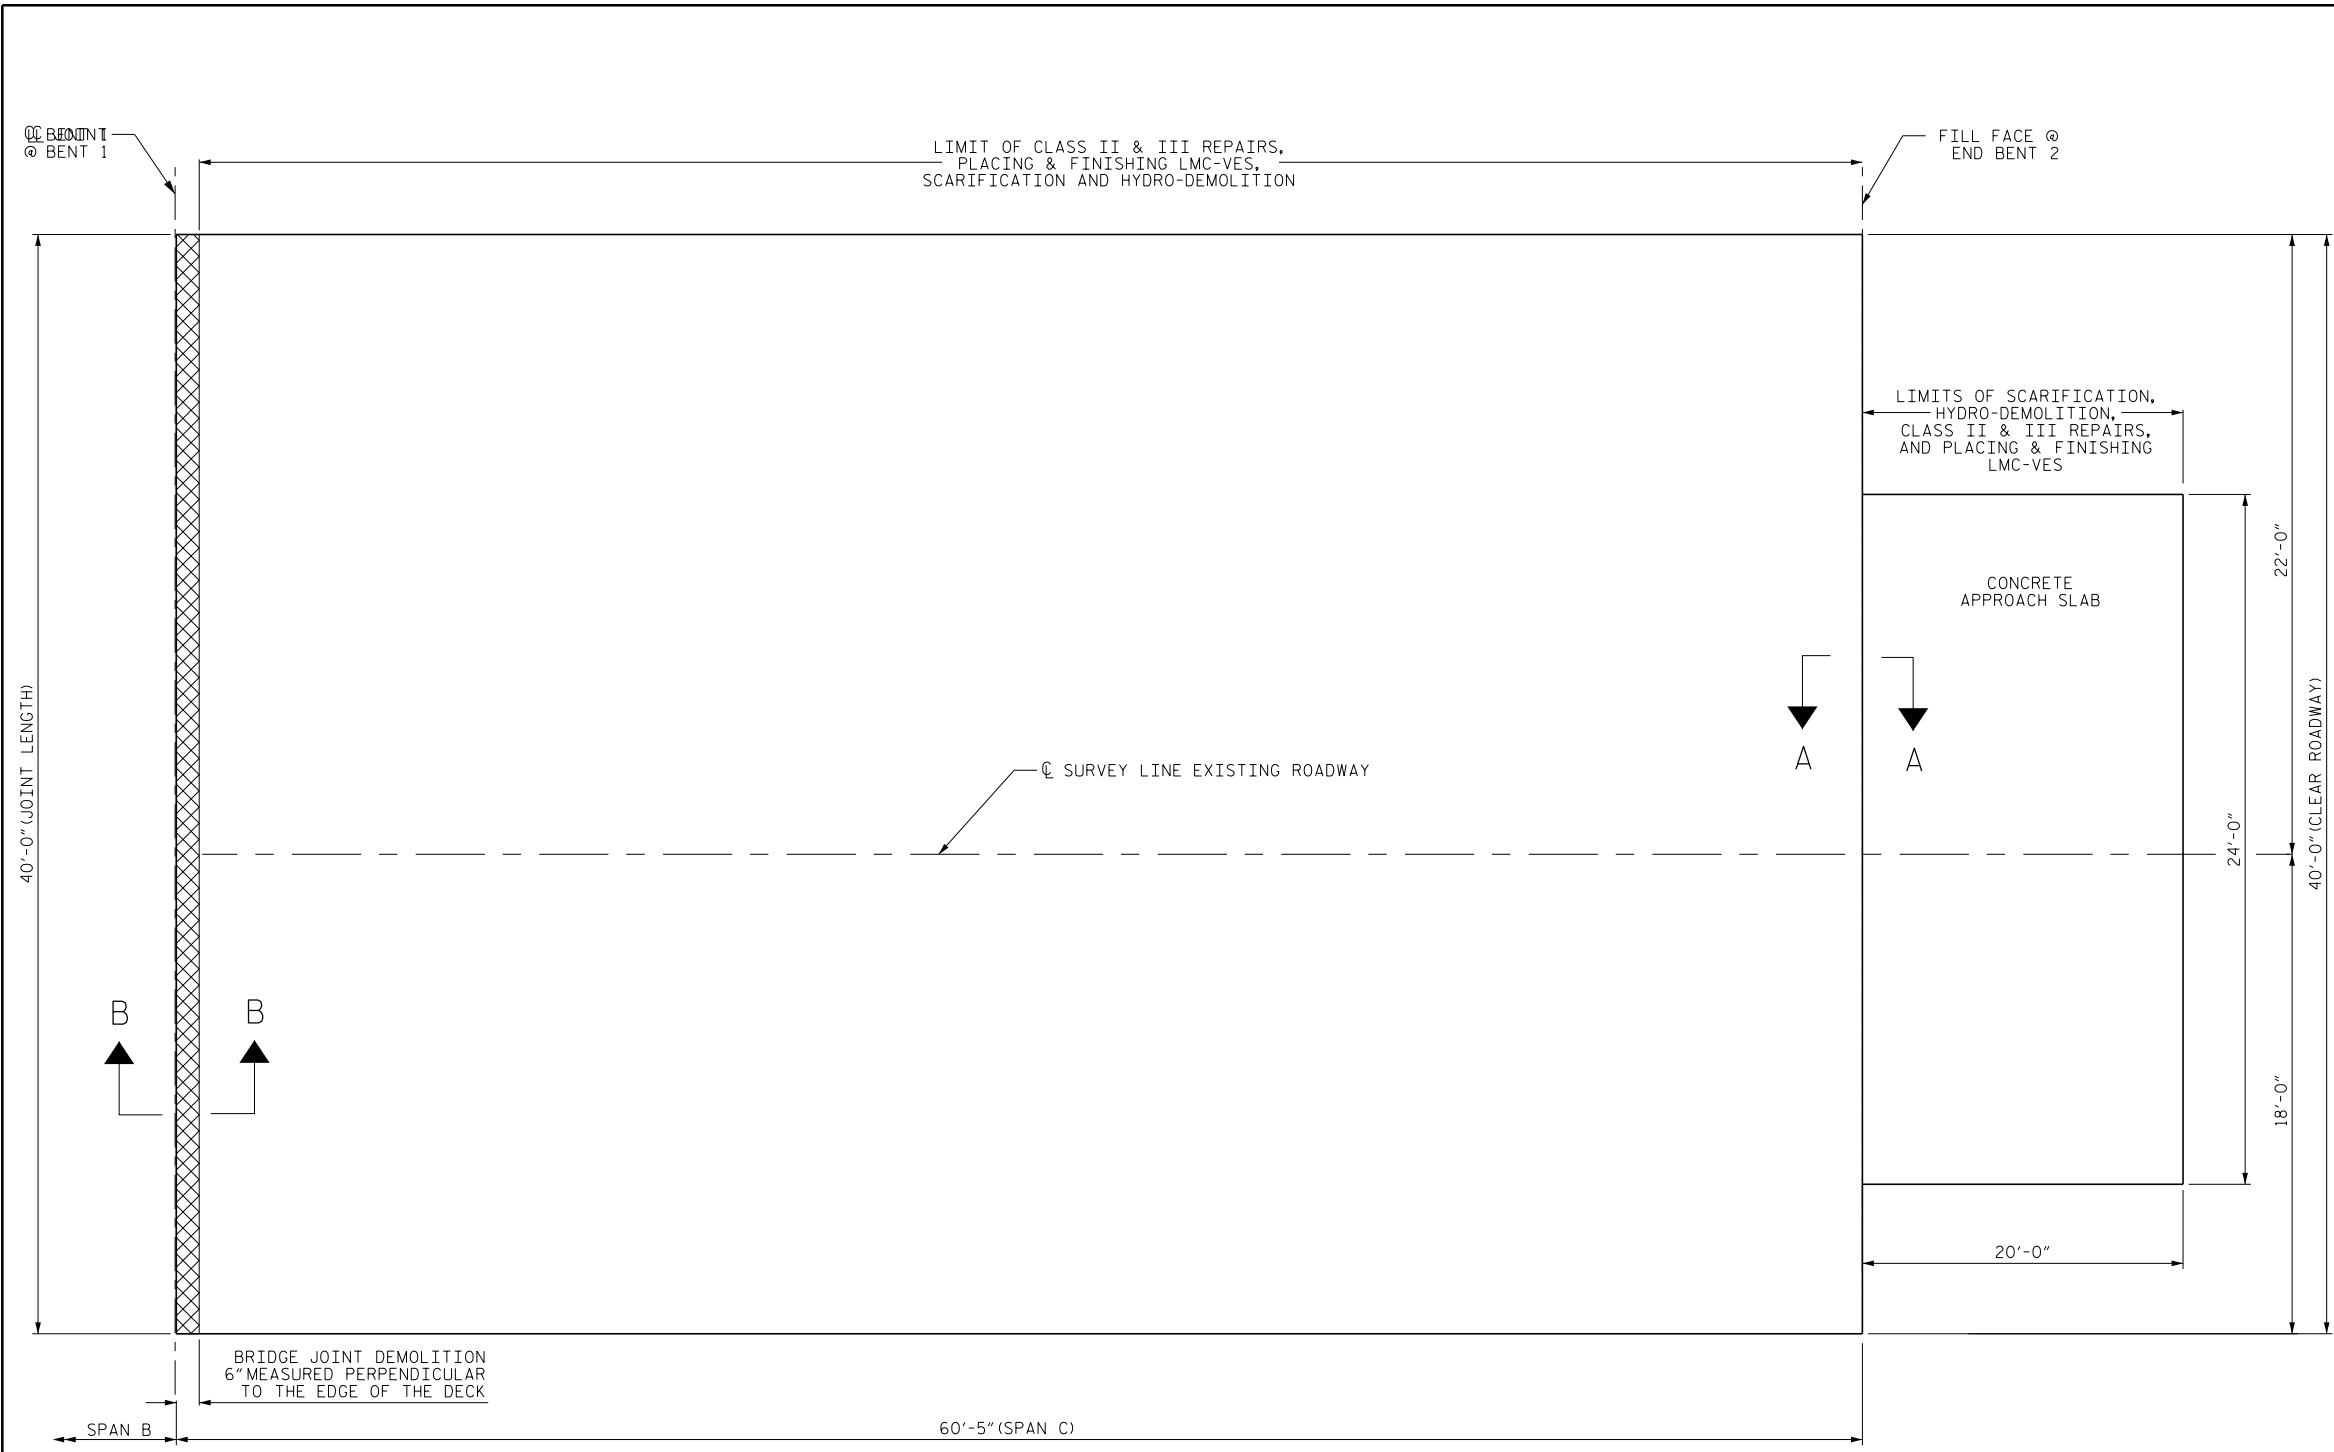 @ BENT 1
LIMIT OF CLASS II & III REPAIRS,
PLACING & FINISHING LMC-VES,
SCARIFICATION AND HYDRO-DEMOLITION
FILL FACE @
END BENT 2
LIMITS OF SCARIFICATION,
HYDRO-DEMOLITION,
CLASS II & III REPAIRS,
AND PLACING & FINISHING
LMC-VES
CONCRETE
APPROACH SLAB
22'-0"
40'-0" (JOINT LENGTH)
A
A
℄ SURVEY LINE EXISTING ROADWAY
24'-0"
40'-0" (CLEAR ROADWAY)
B
B
18'-0"
20'-0"
BRIDGE JOINT DEMOLITION
6" MEASURED PERPENDICULAR
TO THE EDGE OF THE DECK
SPAN B
60'-5" (SPAN C)